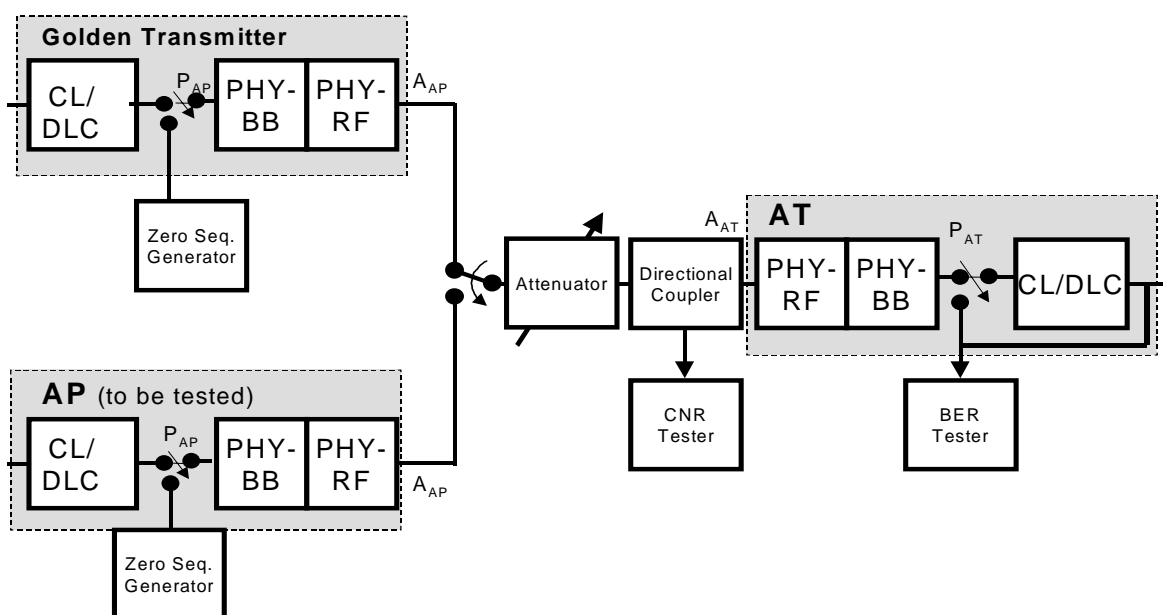 Golden Transmitter
CL/
DLC
P_AP
PHY-
BB
PHY-
RF
A_AP
Zero Seq.
Generator
Attenuator
Directional
Coupler
A_AT
AT
PHY-
RF
PHY-
BB
P_AT
CL/DLC
CNR
Tester
BER
Tester
AP (to be tested)
CL/
DLC
P_AP
PHY-
BB
PHY-
RF
A_AP
Zero Seq.
Generator